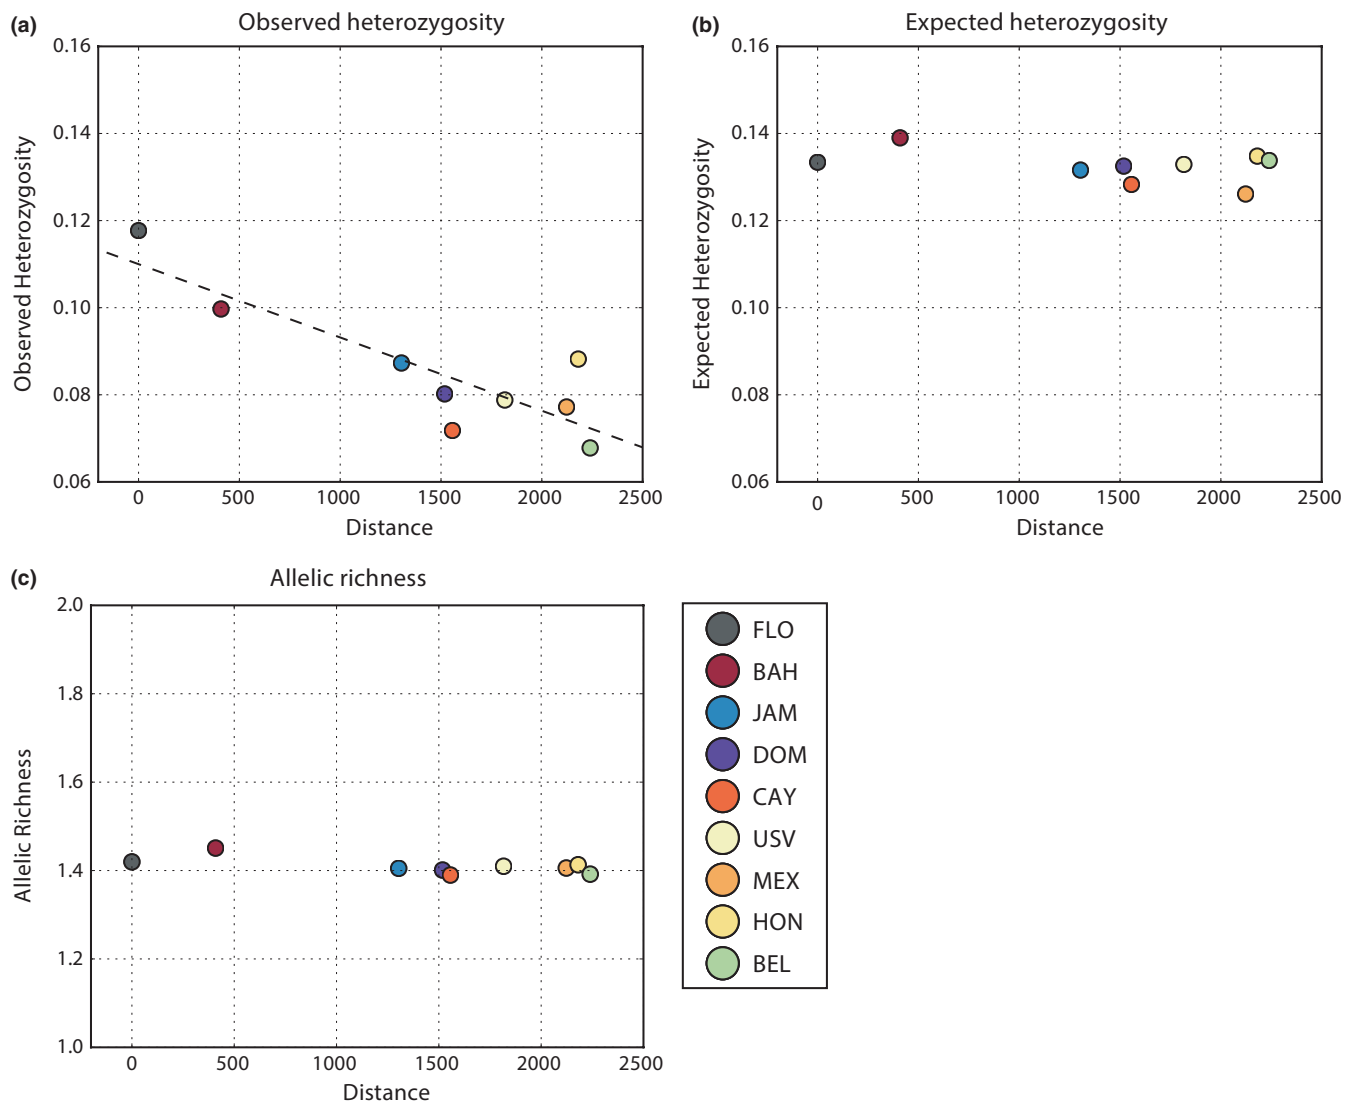 (a)
Observed heterozygosity
0.16
0.14
0.12
0.10
0.08
0.06
Observed Heterozygosity
0
500
1000
1500
2000
2500
Distance
(b)
Expected heterozygosity
0.16
0.14
0.12
0.10
0.08
0.06
Expected Heterozygosity
0
500
1000
1500
2000
2500
Distance
(c)
Allelic richness
2.0
1.8
1.6
1.4
1.2
1.0
Allelic Richness
0
500
1000
1500
2000
2500
Distance
FLO
BAH
JAM
DOM
CAY
USV
MEX
HON
BEL